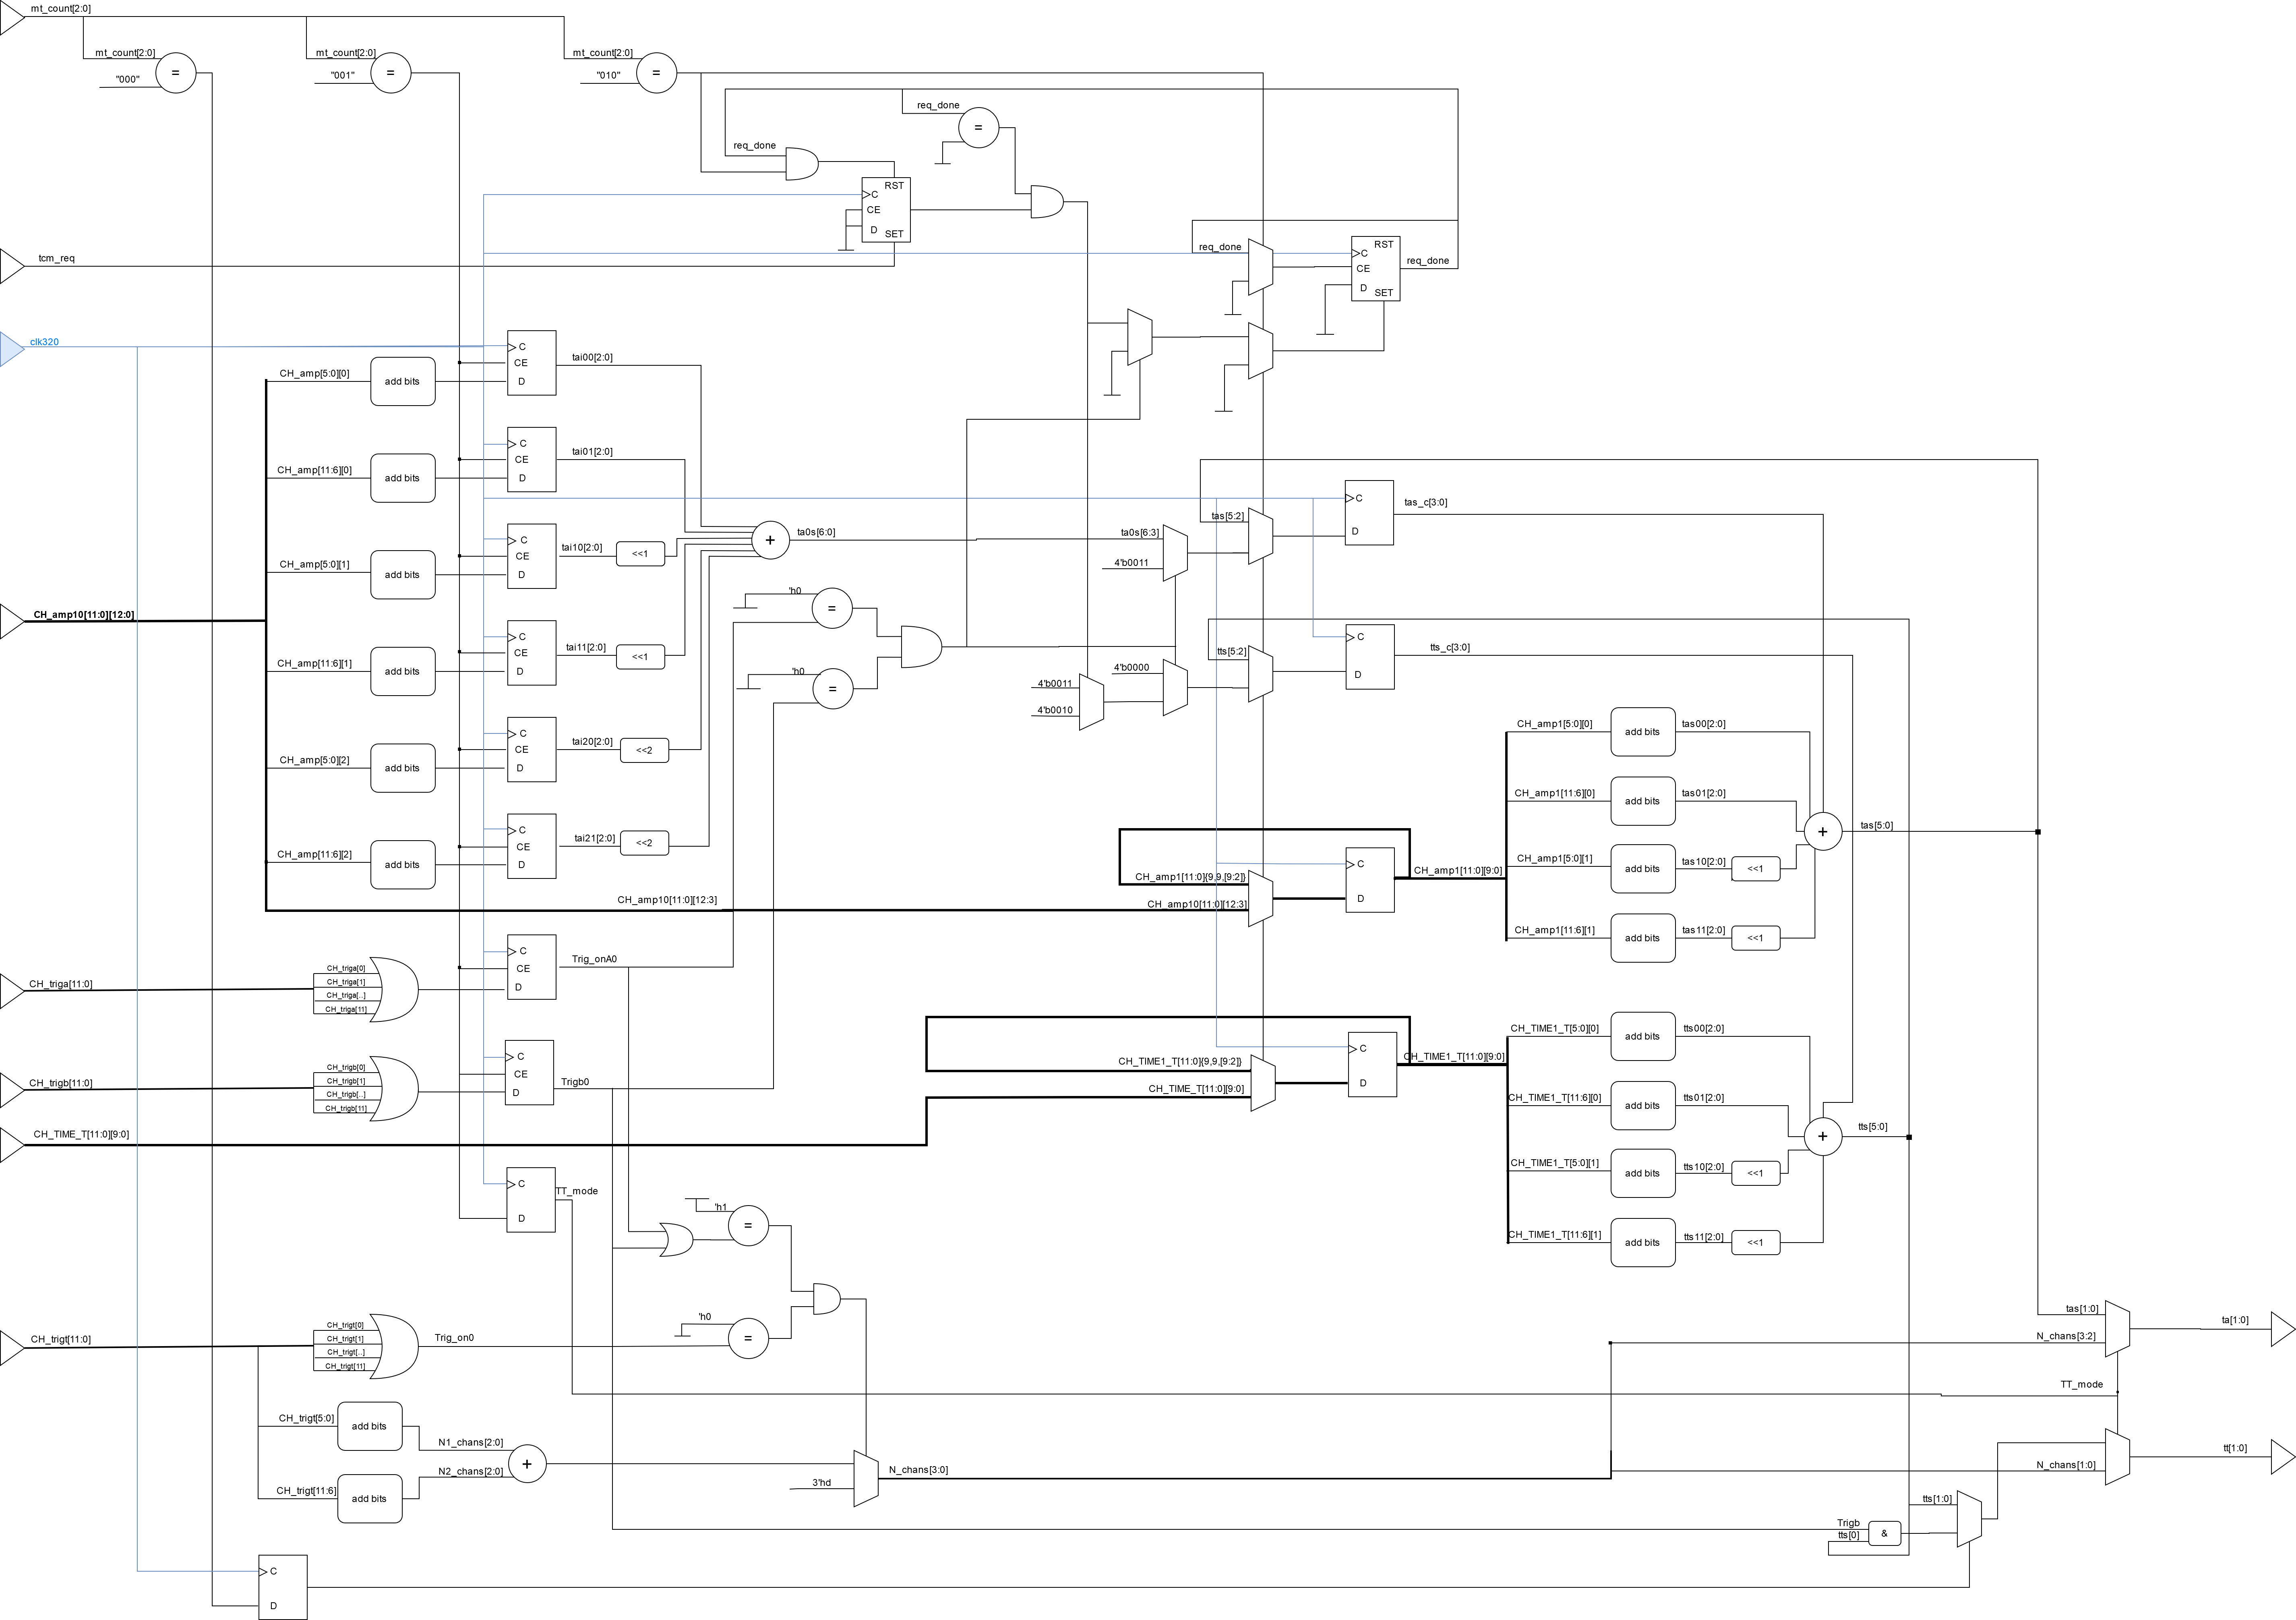 mt_count[2:0]
mt_count[2:0]
"000"
=
mt_count[2:0]
"001"
=
mt_count[2:0]
"010"
=
req_done
=
req_done
RST
C
CE
D
SET
tcm_req
req_done
RST
C
CE
D
SET
req_done
clk320
CH_amp[5:0][0]
add bits
C
CE
D
tai00[2:0]
CH_amp[11:6][0]
add bits
C
CE
D
tai01[2:0]
CH_amp[5:0][1]
add bits
C
CE
D
tai10[2:0]
<<1
+
ta0s[6:0]
ta0s[6:3]
4'b0011
tas[5:2]
C
D
tas_c[3:0]
CH_amp10[11:0][12:0]
CH_amp[11:6][1]
add bits
C
CE
D
tai11[2:0]
<<1
'h0
=
'h0
=
4'b0000
4'b0011
4'b0010
tts[5:2]
C
D
tts_c[3:0]
CH_amp[5:0][2]
add bits
C
CE
D
tai20[2:0]
<<2
CH_amp[11:6][2]
add bits
C
CE
D
tai21[2:0]
<<2
CH_amp10[11:0][12:3]
CH_amp1[11:0]{9,9,[9:2]}
CH_amp10[11:0][12:3]
C
D
CH_amp1[11:0][9:0]
CH_amp1[5:0][0]
add bits
tas00[2:0]
CH_amp1[11:6][0]
add bits
tas01[2:0]
CH_amp1[5:0][1]
add bits
tas10[2:0]
<<1
CH_amp1[11:6][1]
add bits
tas11[2:0]
<<1
+
tas[5:0]
CH_triga[11:0]
CH_triga[0]
CH_triga[1]
CH_triga[..]
CH_triga[11]
C
CE
D
Trig_onA0
CH_trigb[11:0]
CH_trigb[0]
CH_trigb[1]
CH_trigb[..]
CH_trigb[11]
C
CE
D
Trigb0
CH_TIME_T[11:0][9:0]
CH_TIME1_T[11:0]{9,9,[9:2]}
CH_TIME_T[11:0][9:0]
C
D
CH_TIME1_T[11:0][9:0]
CH_TIME1_T[5:0][0]
add bits
tts00[2:0]
CH_TIME1_T[11:6][0]
add bits
tts01[2:0]
CH_TIME1_T[5:0][1]
add bits
tts10[2:0]
<<1
CH_TIME1_T[11:6][1]
add bits
tts11[2:0]
<<1
+
tts[5:0]
C
D
TT_mode
'h1
=
'h0
=
CH_trigt[11:0]
CH_trigt[0]
CH_trigt[1]
CH_trigt[..]
CH_trigt[11]
Trig_on0
CH_trigt[5:0]
add bits
N1_chans[2:0]
CH_trigt[11:6]
add bits
N2_chans[2:0]
+
3'hd
N_chans[3:0]
tas[1:0]
N_chans[3:2]
ta[1:0]
TT_mode
N_chans[1:0]
tt[1:0]
tts[1:0]
Trigb
tts[0]
&
C
D